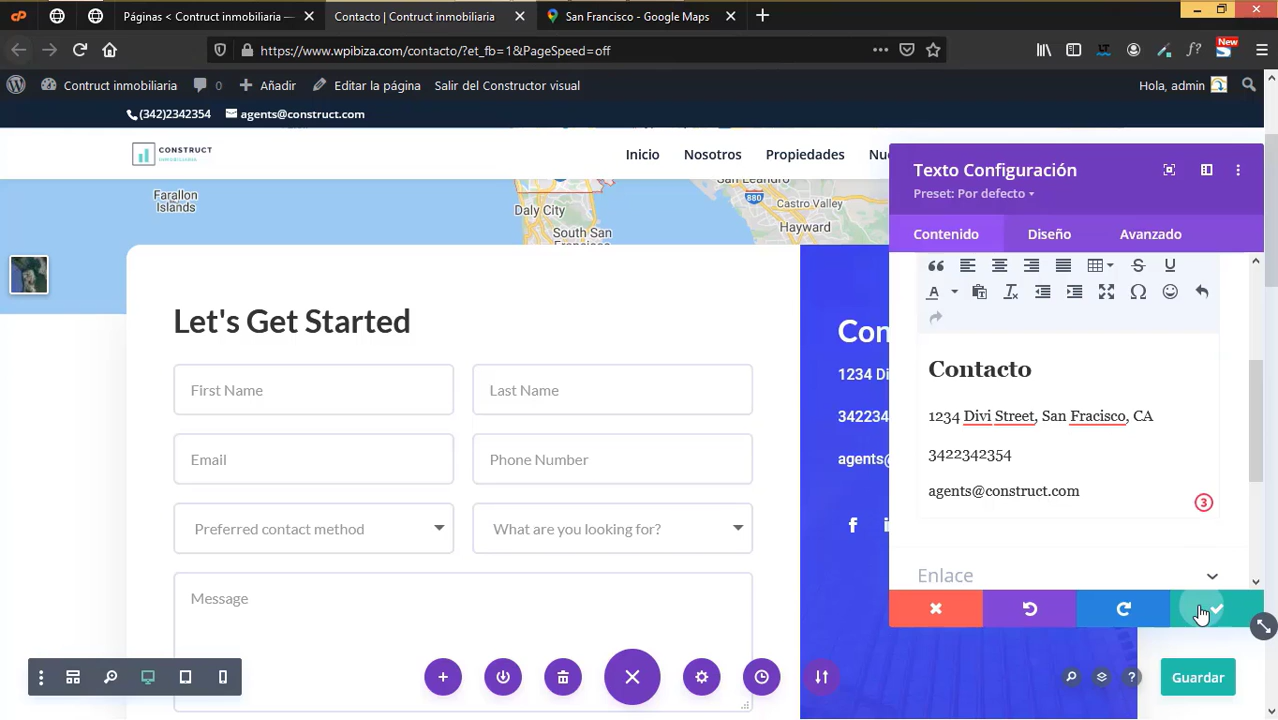 Páginas < Contruct inmobiliaria —
Contacto | Contruct inmobiliaria
San Francisco - Google Maps
https://www.wpibiza.com/contacto/?et_fb=1&PageSpeed=off
New
Contruct inmobiliaria
0
Añadir
Editar la página
Salir del Constructor visual
Hola, admin
(342)2342354
agents@construct.com
CONSTRUCT
INMOBILIARIA
Inicio
Nosotros
Propiedades
Nu
Farallon
Islands
Daly City
South San
Francisco
San Leandro
880
Castro Valley
Hayward
Texto Configuración
Preset: Por defecto
Contenido
Diseño
Avanzado
Contacto
1234 Divi Street, San Fracisco, CA
3422342354
agents@construct.com
3
Enlace
Let's Get Started
First Name
Last Name
Email
Phone Number
Preferred contact method
What are you looking for?
Message
Con
1234 Di
342234
agents@
Guardar